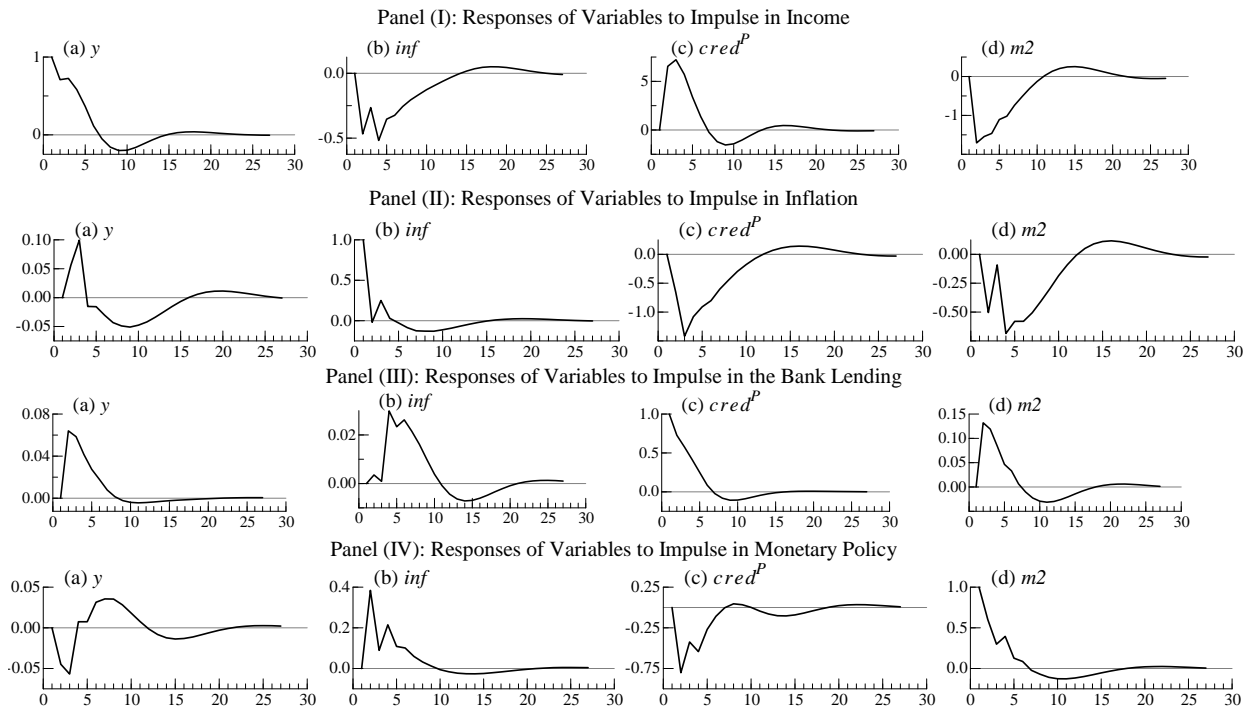 Panel (I): Responses of Variables to Impulse in Income
(a) y
(b) inf
(c) cred^P
(d) m2
1
0
0 5 10 15 20 25 30
0.0
-0.5
0 5 10 15 20 25 30
5
0
0 5 10 15 20 25 30
0
-1
0 5 10 15 20 25 30
Panel (II): Responses of Variables to Impulse in Inflation
(a) y
(b) inf
(c) cred^P
(d) m2
0.10
0.05
0.00
-0.05
0 5 10 15 20 25 30
1.0
0.5
0.0
0 5 10 15 20 25 30
0.0
-0.5
-1.0
0 5 10 15 20 25 30
0.00
-0.25
-0.50
0 5 10 15 20 25 30
Panel (III): Responses of Variables to Impulse in the Bank Lending
(a) y
(b) inf
(c) cred^P
(d) m2
0.08
0.04
0.00
0 5 10 15 20 25 30
0.02
0.00
0 5 10 15 20 25 30
1.0
0.5
0.0
0 5 10 15 20 25 30
0.15
0.10
0.05
0.00
0 5 10 15 20 25 30
Panel (IV): Responses of Variables to Impulse in Monetary Policy
(a) y
(b) inf
(c) cred^P
(d) m2
0.05
0.00
-0.05
0 5 10 15 20 25 30
0.4
0.2
0.0
0 5 10 15 20 25 30
0.25
-0.25
-0.75
0 5 10 15 20 25 30
1.0
0.5
0.0
0 5 10 15 20 25 30